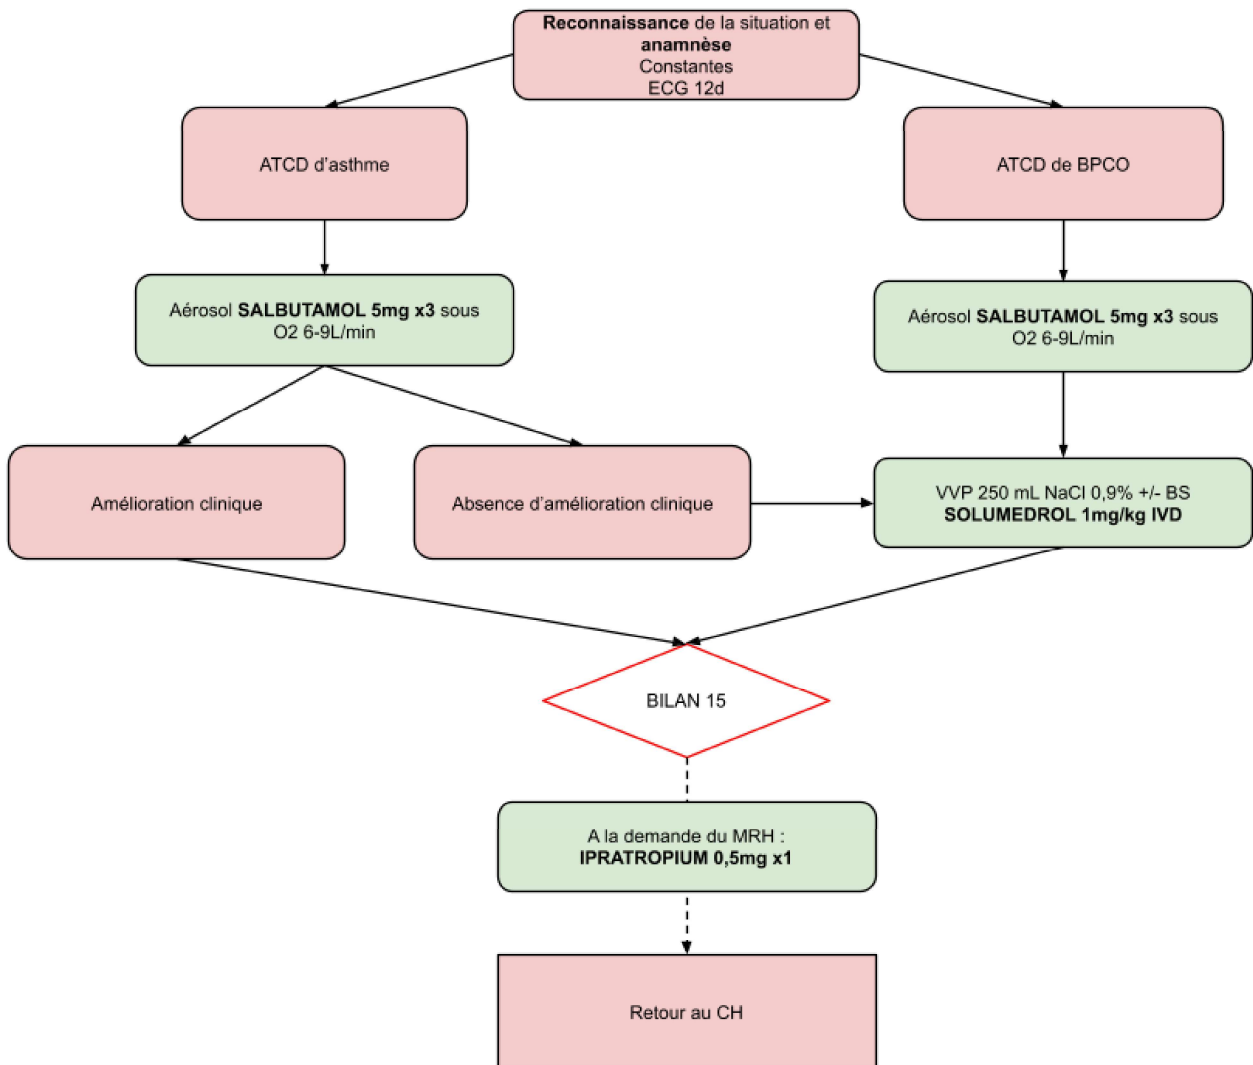 Reconnaissance de la situation et
anamnèse
Constantes
ECG 12d
ATCD d'asthme
ATCD de BPCO
Aérosol SALBUTAMOL 5mg x3 sous
O2 6-9L/min
Aérosol SALBUTAMOL 5mg x3 sous
O2 6-9L/min
Amélioration clinique
Absence d'amélioration clinique
VVP 250 mL NaCl 0,9% +/- BS
SOLUMEDROL 1mg/kg IVD
BILAN 15
A la demande du MRH :
IPRATROPIUM 0,5mg x1
Retour au CH